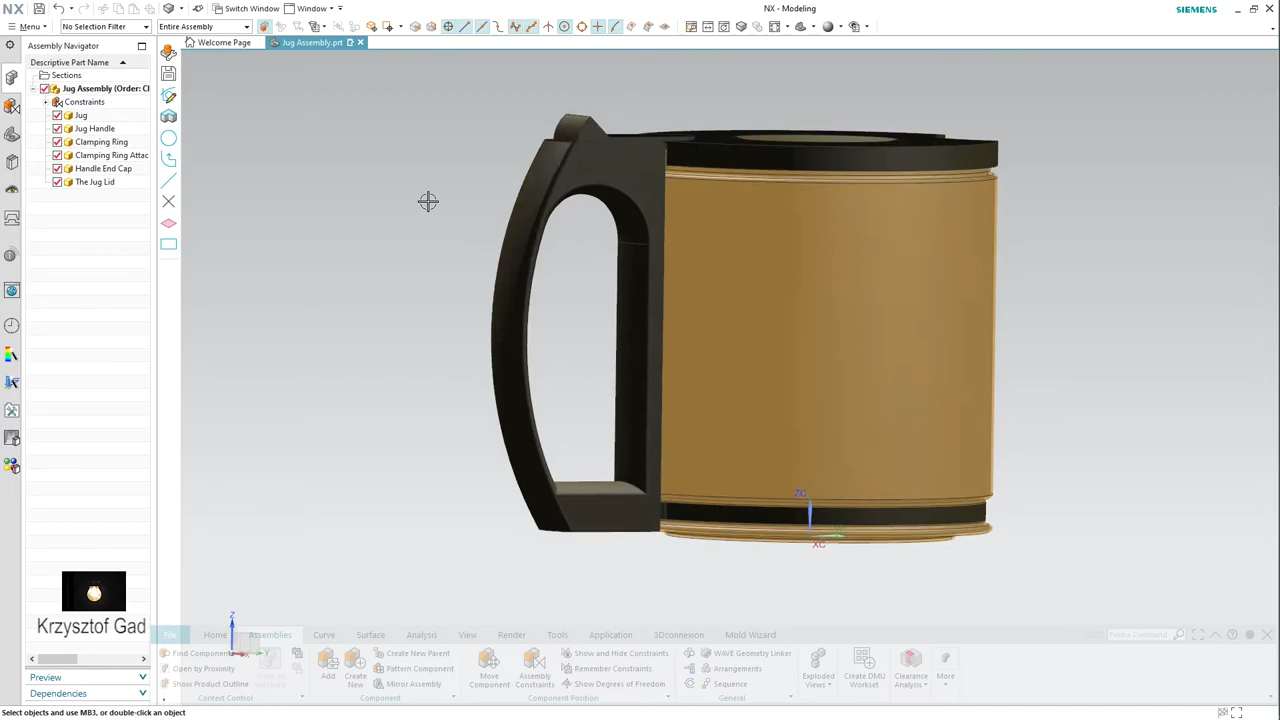 NX
Switch Window
Window
NX - Modeling
SIEMENS
Menu
No Selection Filter
Entire Assembly
Assembly Navigator
Welcome Page
Jug Assembly.prt
Descriptive Part Name
Sections
Jug Assembly (Order: Cl
Constraints
Jug
Jug Handle
Clamping Ring
Clamping Ring Attac
Handle End Cap
The Jug Lid
ZC
XC
Krzysztof Gad
Z
File
Home
Assemblies
Curve
Surface
Analysis
View
Render
Tools
Application
3Dconnexion
Mold Wizard
Find a Command
Find Component
Open by Proximity
Show Product Outline
Context Control
Add
Create New
Create New Parent
Pattern Component
Mirror Assembly
Component
Move Component
Assembly Constraints
Show and Hide Constraints
Remember Constraints
Show Degrees of Freedom
Component Position
WAVE Geometry Linker
Arrangements
Sequence
General
Exploded Views
Create DMU Workset
Clearance Analysis
More
Preview
Dependencies
Select objects and use MB3, or double-click an object